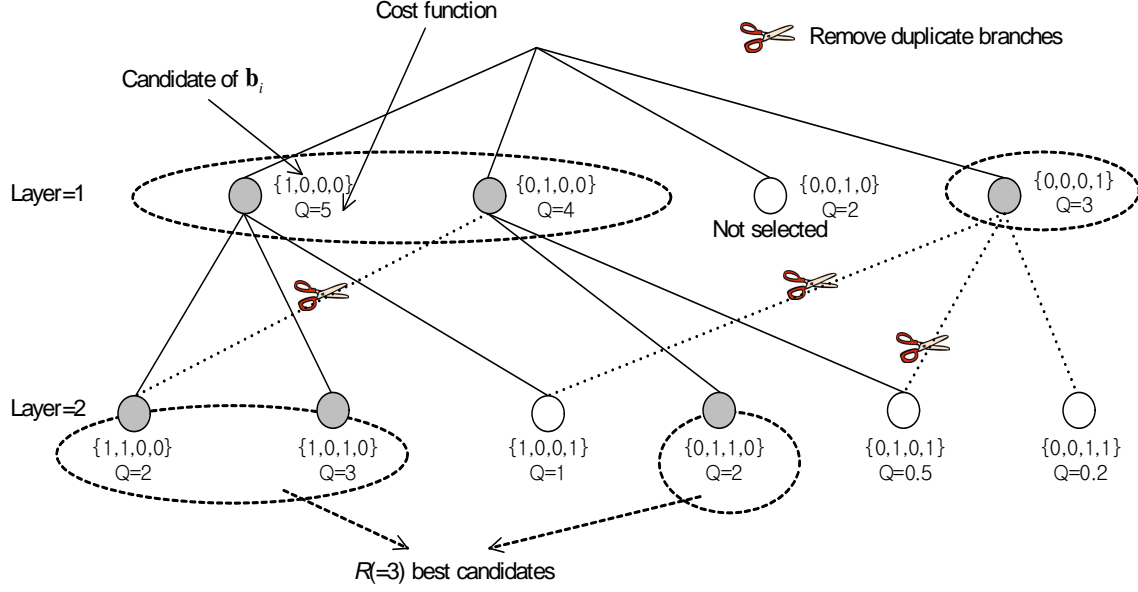 Cost function
Remove duplicate branches
Candidate of b_i
Layer=1
{1,0,0,0}
Q=5
{0,1,0,0}
Q=4
{0,0,1,0}
Q=2
Not selected
{0,0,0,1}
Q=3
Layer=2
{1,1,0,0}
Q=2
{1,0,1,0}
Q=3
{1,0,0,1}
Q=1
{0,1,1,0}
Q=2
{0,1,0,1}
Q=0.5
{0,0,1,1}
Q=0.2
R(=3) best candidates